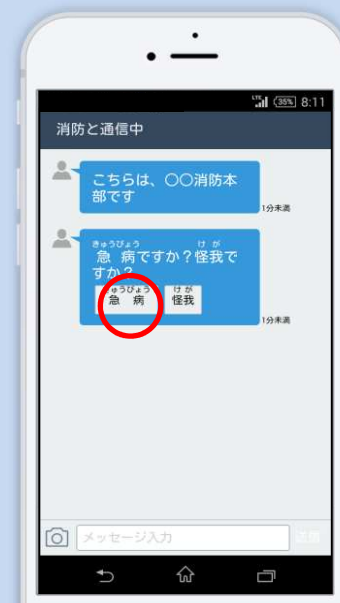 LTE 35% 8:11
消防と通信中
こちらは、〇〇消防本
部です
1分未満
きゅうびょう けが
急病ですか？怪我で
すか？
きゅうびょう けが
急病 怪我
1分未満
メッセージ入力 送信